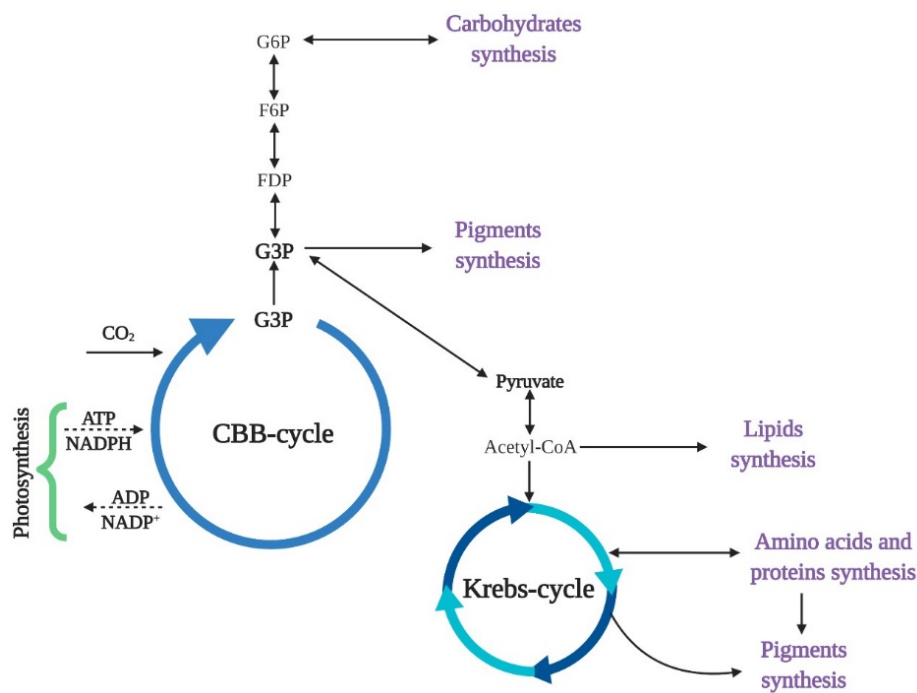 G6P
Carbohydrates
synthesis
F6P
FDP
G3P
Pigments
synthesis
G3P
CO₂
Pyruvate
Photosynthesis
ATP
NADPH
CBB-cycle
Acetyl-CoA
Lipids
synthesis
ADP
NADP⁺
Krebs-cycle
Amino acids and
proteins synthesis
Pigments
synthesis